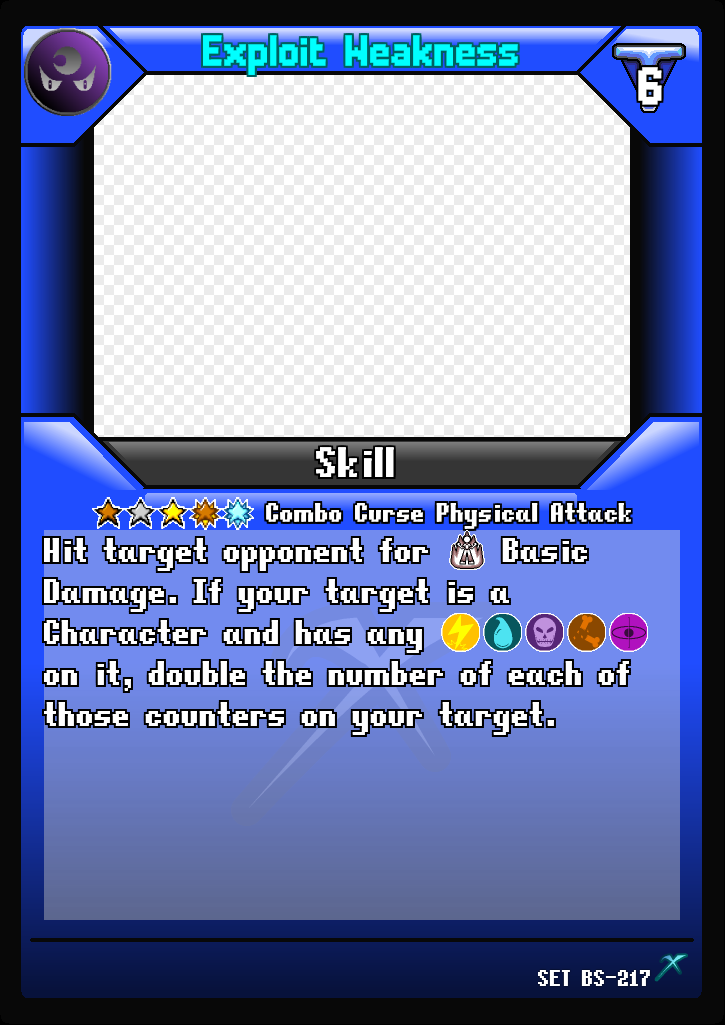 Exploit Weakness
6
Skill
Combo Curse Physical Attack
Hit target opponent for A Basic
Damage. If your target is a
Character and has any
on it, double the number of each of
those counters on your target.
SET BS-217